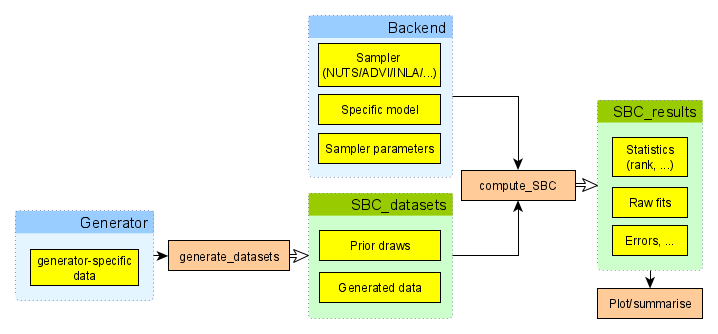 Backend
Sampler
(NUTS/ADVI/INLA/...)
Specific model
Sampler parameters
SBC_results
Statistics
(rank, ...)
Raw fits
Errors, ...
compute_SBC
SBC_datasets
Prior draws
Generated data
Generator
generator-specific
data
generate_datasets
Plot/summarise